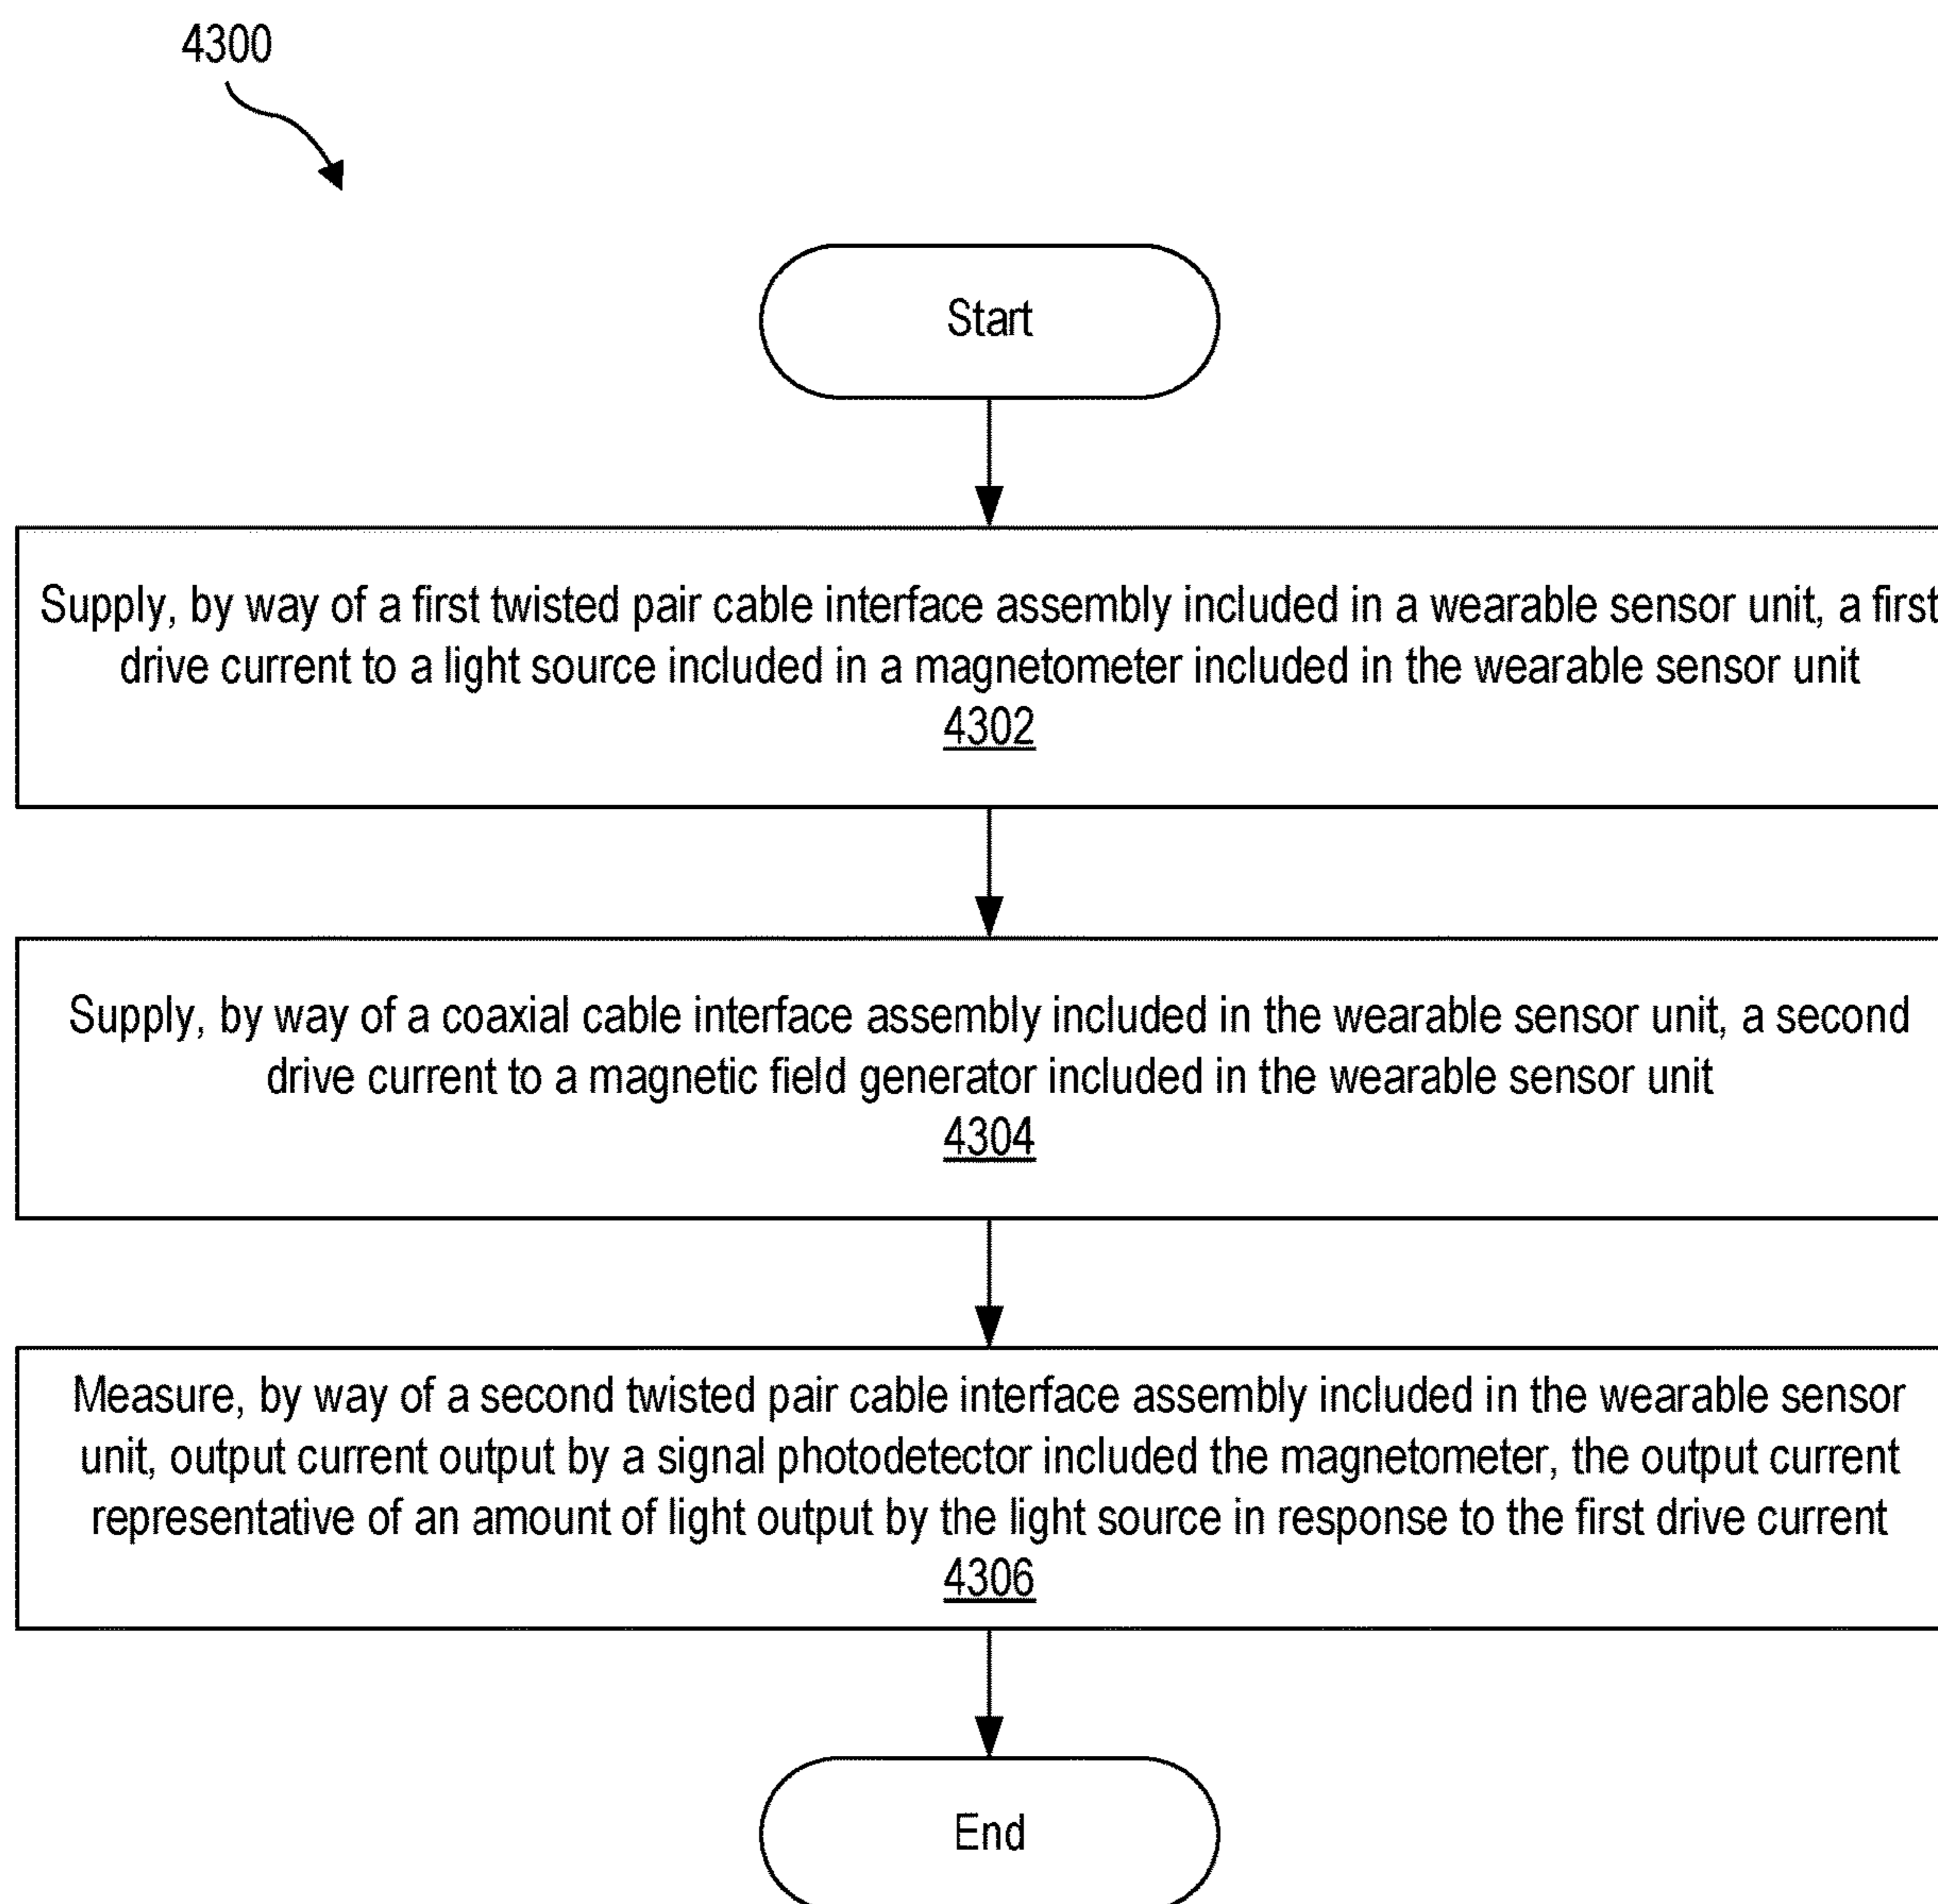 4300
Start
Supply, by way of a first twisted pair cable interface assembly included in a wearable sensor unit, a first
drive current to a light source included in a magnetometer included in the wearable sensor unit
4302
Supply, by way of a coaxial cable interface assembly included in the wearable sensor unit, a second
drive current to a magnetic field generator included in the wearable sensor unit
4304
Measure, by way of a second twisted pair cable interface assembly included in the wearable sensor
unit, output current output by a signal photodetector included the magnetometer, the output current
representative of an amount of light output by the light source in response to the first drive current
4306
End